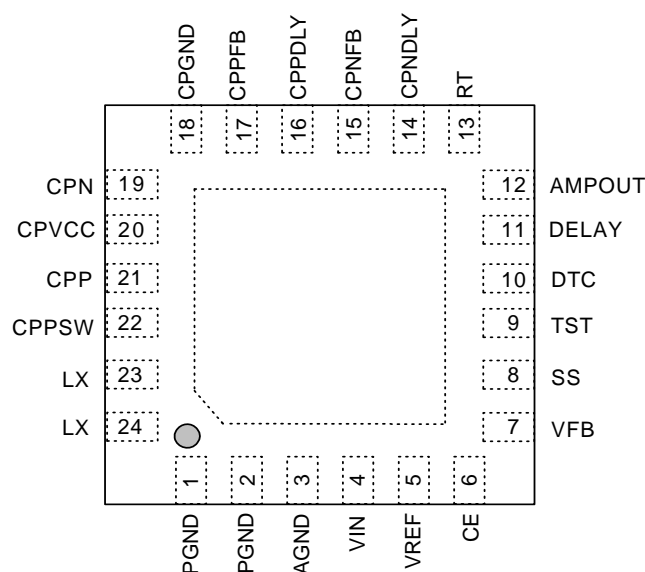 CPGND CPPFB CPPDLY CPNFB CPNDLY RT
18 17 16 15 14 13
CPN 19 12 AMPOUT
CPVCC 20 11 DELAY
CPP 21 10 DTC
CPPSW 22 9 TST
LX 23 8 SS
LX 24 7 VFB
1 2 3 4 5 6
PGND PGND AGND VIN VREF CE